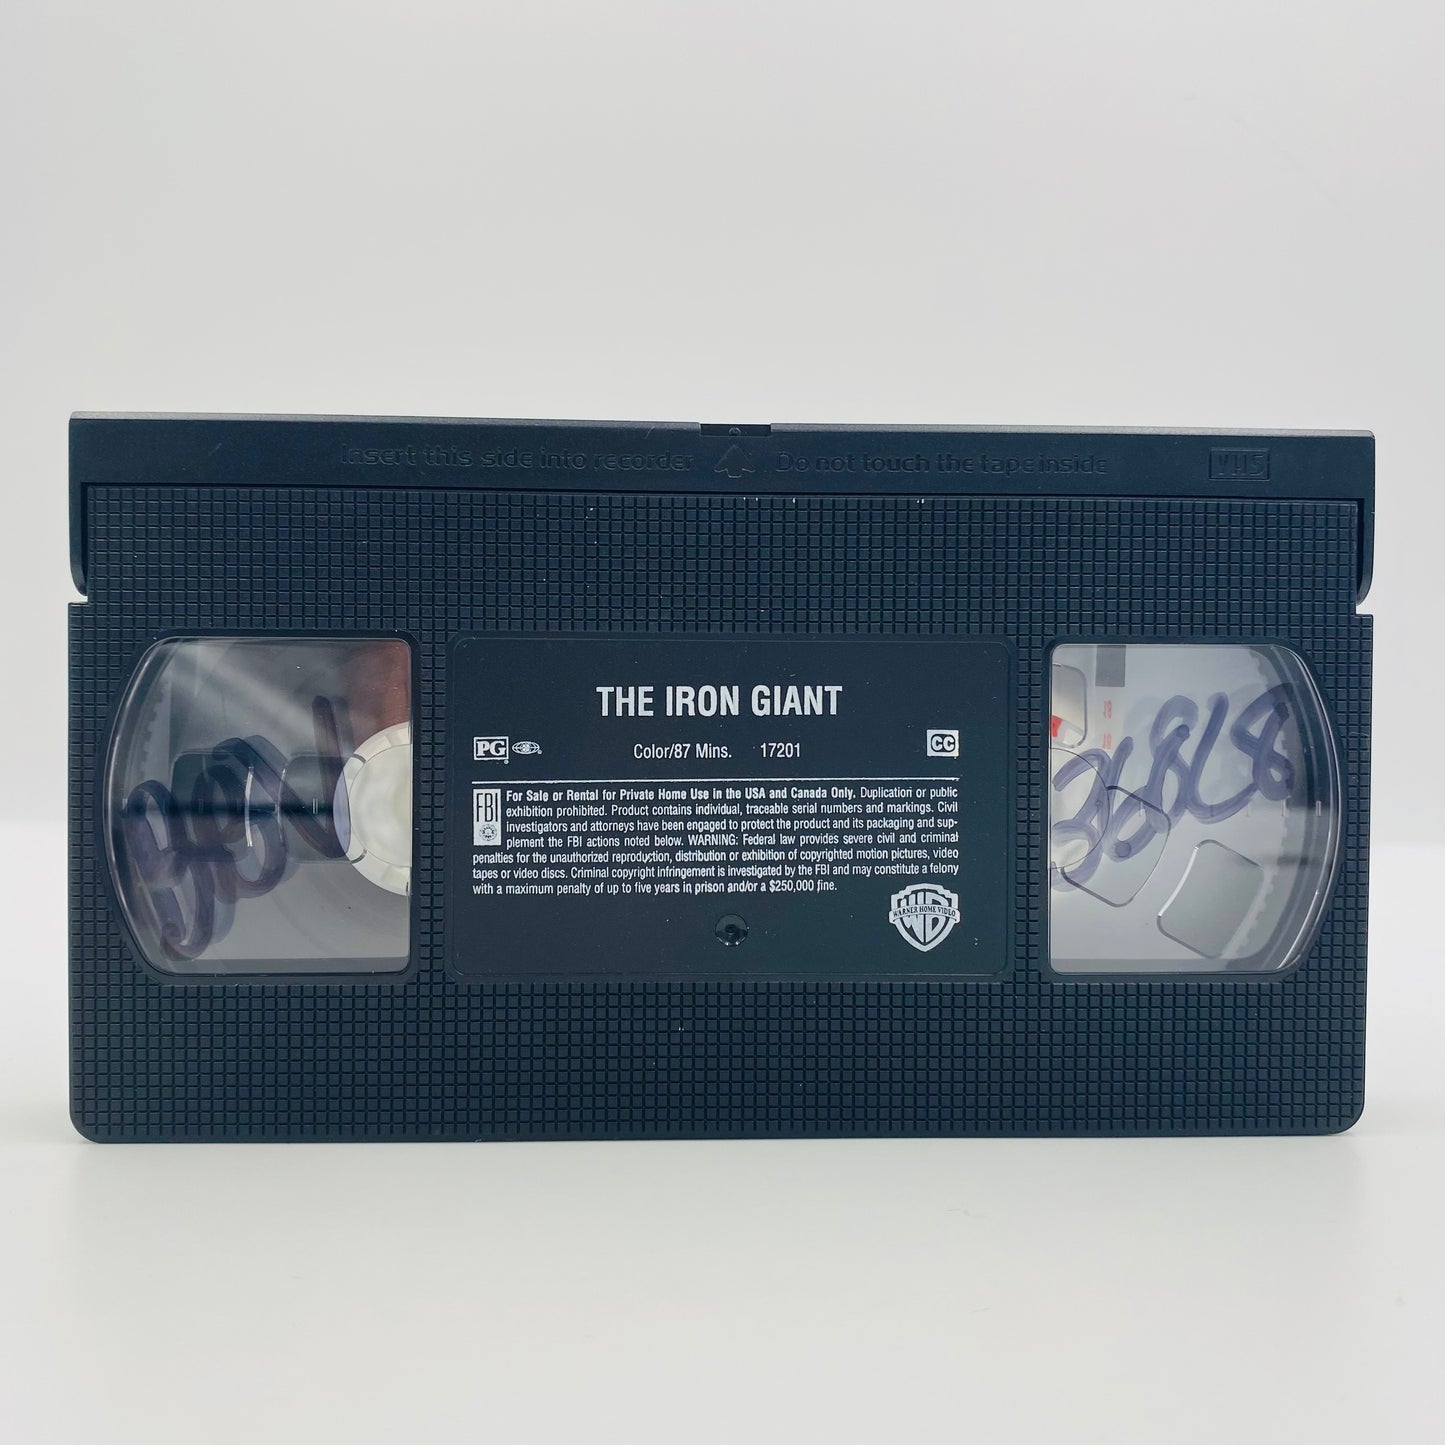 Insert this side into recorder Do not touch the tape inside VHS
THE IRON GIANT
PG Color/87 Mins. 17201 CC
FBI
For Sale or Rental for Private Home Use in the USA and Canada Only. Duplication or public
exhibition prohibited. Product contains individual, traceable serial numbers and markings. Civil
investigators and attorneys have been engaged to protect the product and its packaging and sup-
plement the FBI actions noted below. WARNING: Federal law provides severe civil and criminal
penalties for the unauthorized reproduction, distribution or exhibition of copyrighted motion pictures, video
tapes or video discs. Criminal copyright infringement is investigated by the FBI and may constitute a felony
with a maximum penalty of up to five years in prison and/or a $250,000 fine.
WB
WARNER HOME VIDEO